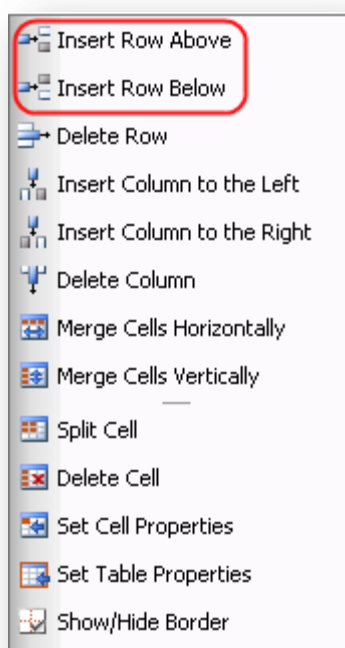 Insert Row Above
Insert Row Below
Delete Row
Insert Column to the Left
Insert Column to the Right
Delete Column
Merge Cells Horizontally
Merge Cells Vertically
Split Cell
Delete Cell
Set Cell Properties
Set Table Properties
Show/Hide Border